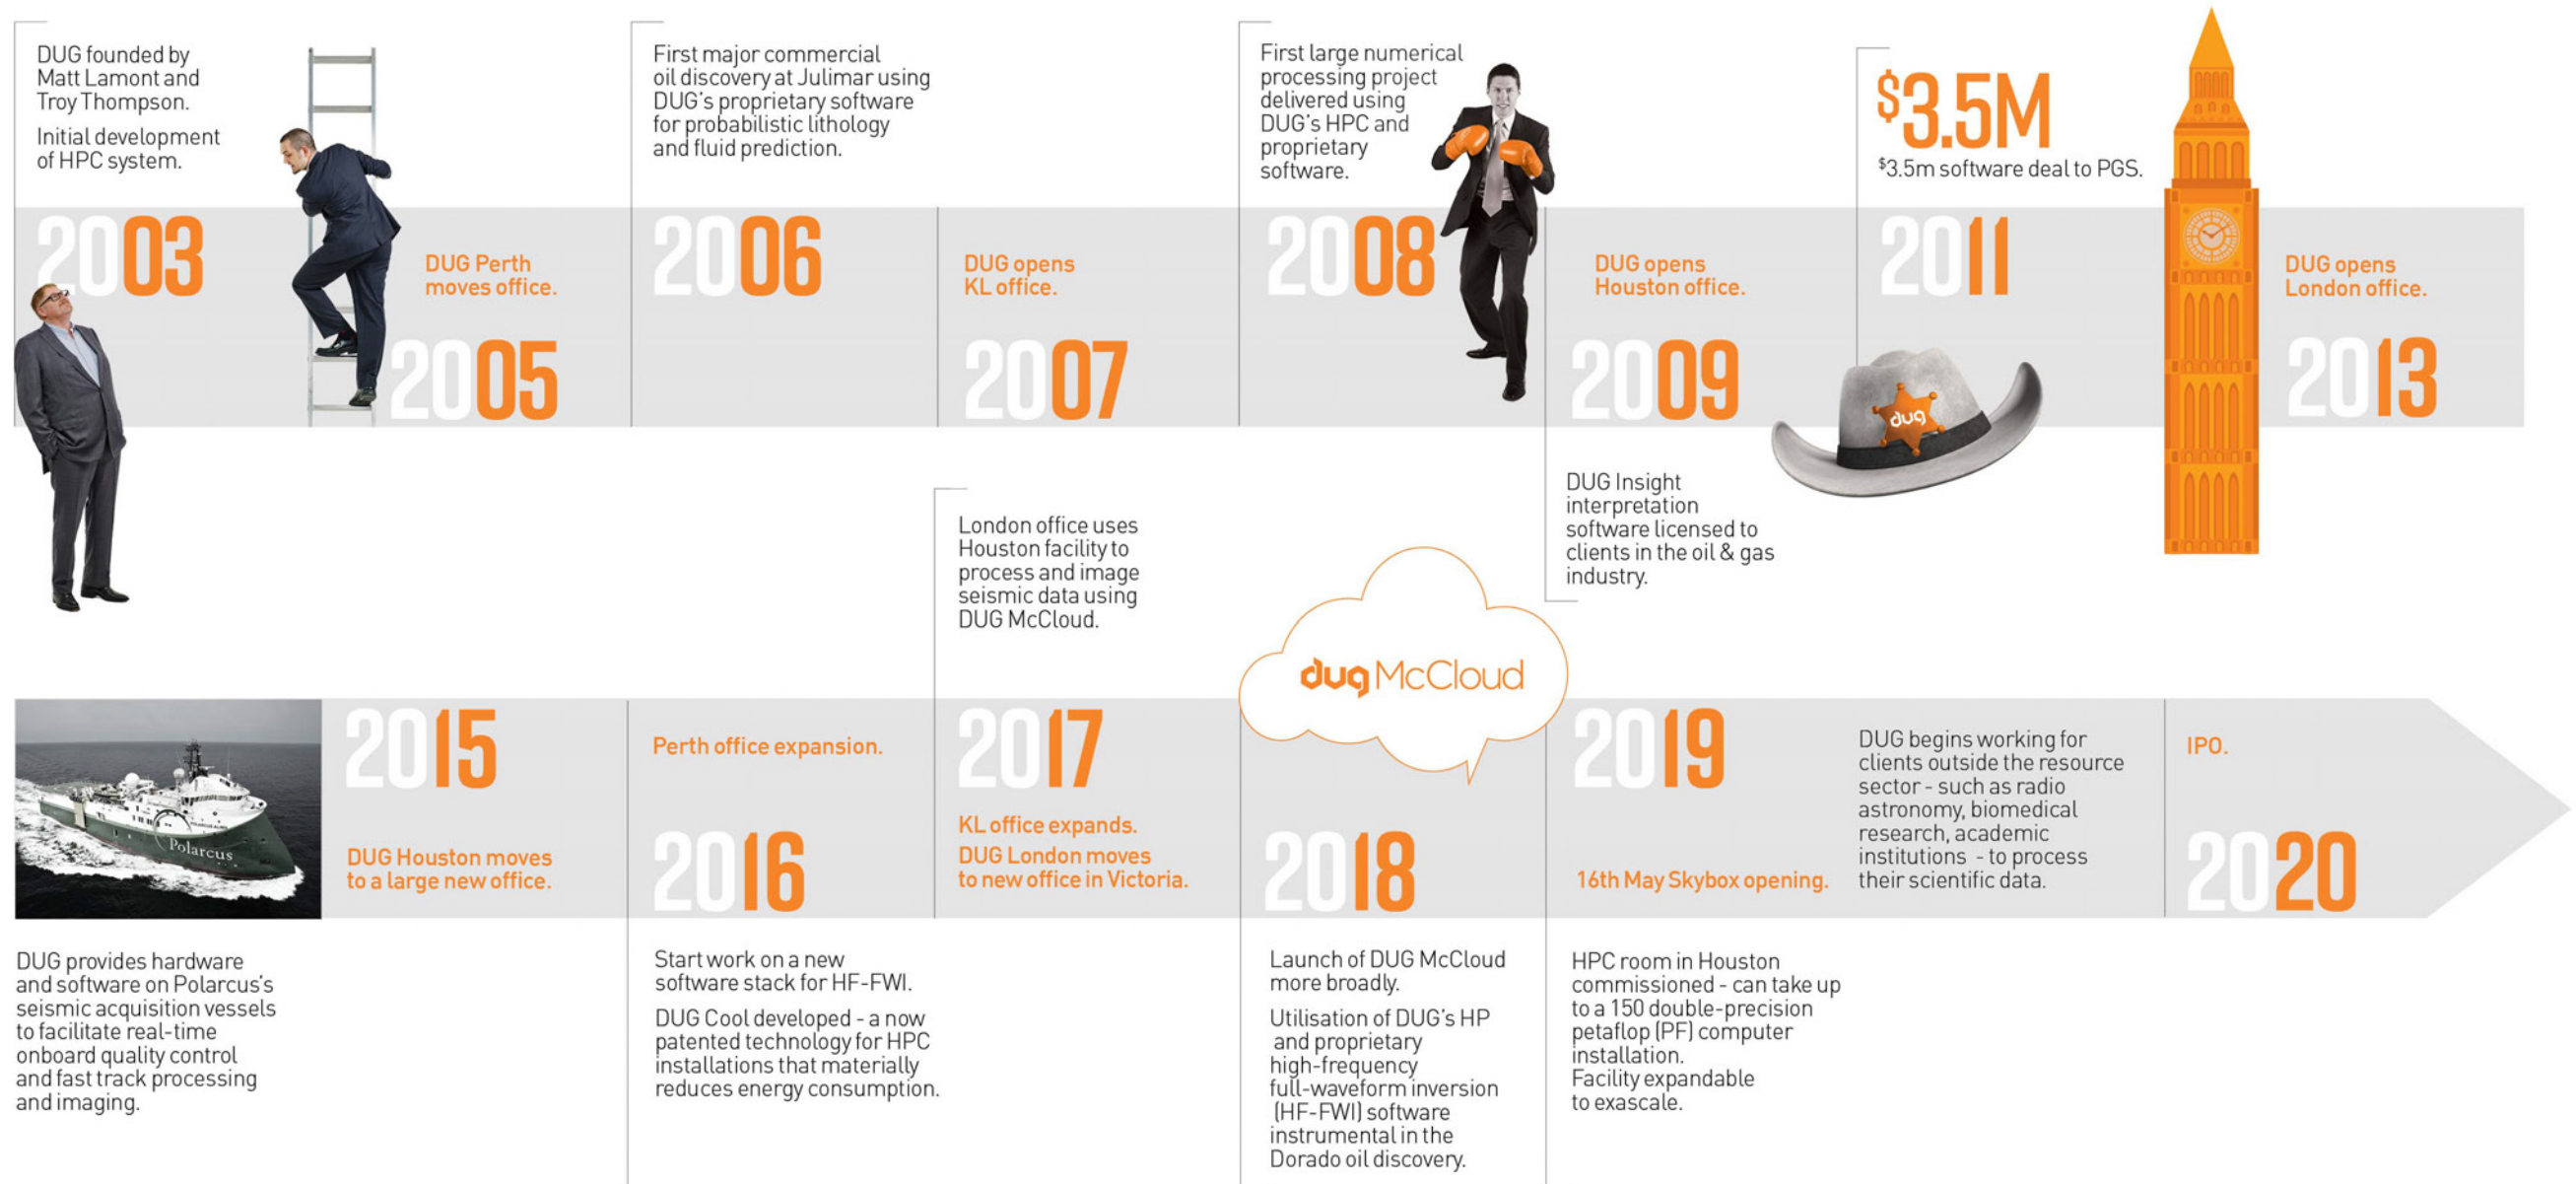 DUG founded by
Matt Lamont and
Troy Thompson.
Initial development
of HPC system.
2003
DUG Perth
moves office.
2005
First major commercial
oil discovery at Julimar using
DUG's proprietary software
for probabilistic lithology
and fluid prediction.
2006
DUG opens
KL office.
2007
First large numerical
processing project
delivered using
DUG's HPC and
proprietary
software.
2008
DUG opens
Houston office.
2009
DUG Insight
interpretation
software licensed to
clients in the oil & gas
industry.
$3.5M
$3.5m software deal to PGS.
2011
dug
DUG opens
London office.
2013
Polarcus
DUG provides hardware
and software on Polarcus's
seismic acquisition vessels
to facilitate real-time
onboard quality control
and fast track processing
and imaging.
2015
DUG Houston moves
to a large new office.
Perth office expansion.
2016
Start work on a new
software stack for HF-FWI.
DUG Cool developed - a now
patented technology for HPC
installations that materially
reduces energy consumption.
London office uses
Houston facility to
process and image
seismic data using
DUG McCloud.
2017
KL office expands.
DUG London moves
to new office in Victoria.
dug McCloud
2018
Launch of DUG McCloud
more broadly.
Utilisation of DUG's HP
and proprietary
high-frequency
full-waveform inversion
(HF-FWI) software
instrumental in the
Dorado oil discovery.
2019
16th May Skybox opening.
HPC room in Houston
commissioned - can take up
to a 150 double-precision
petaflop (PF) computer
installation.
Facility expandable
to exascale.
DUG begins working for
clients outside the resource
sector - such as radio
astronomy, biomedical
research, academic
institutions - to process
their scientific data.
IPO.
2020